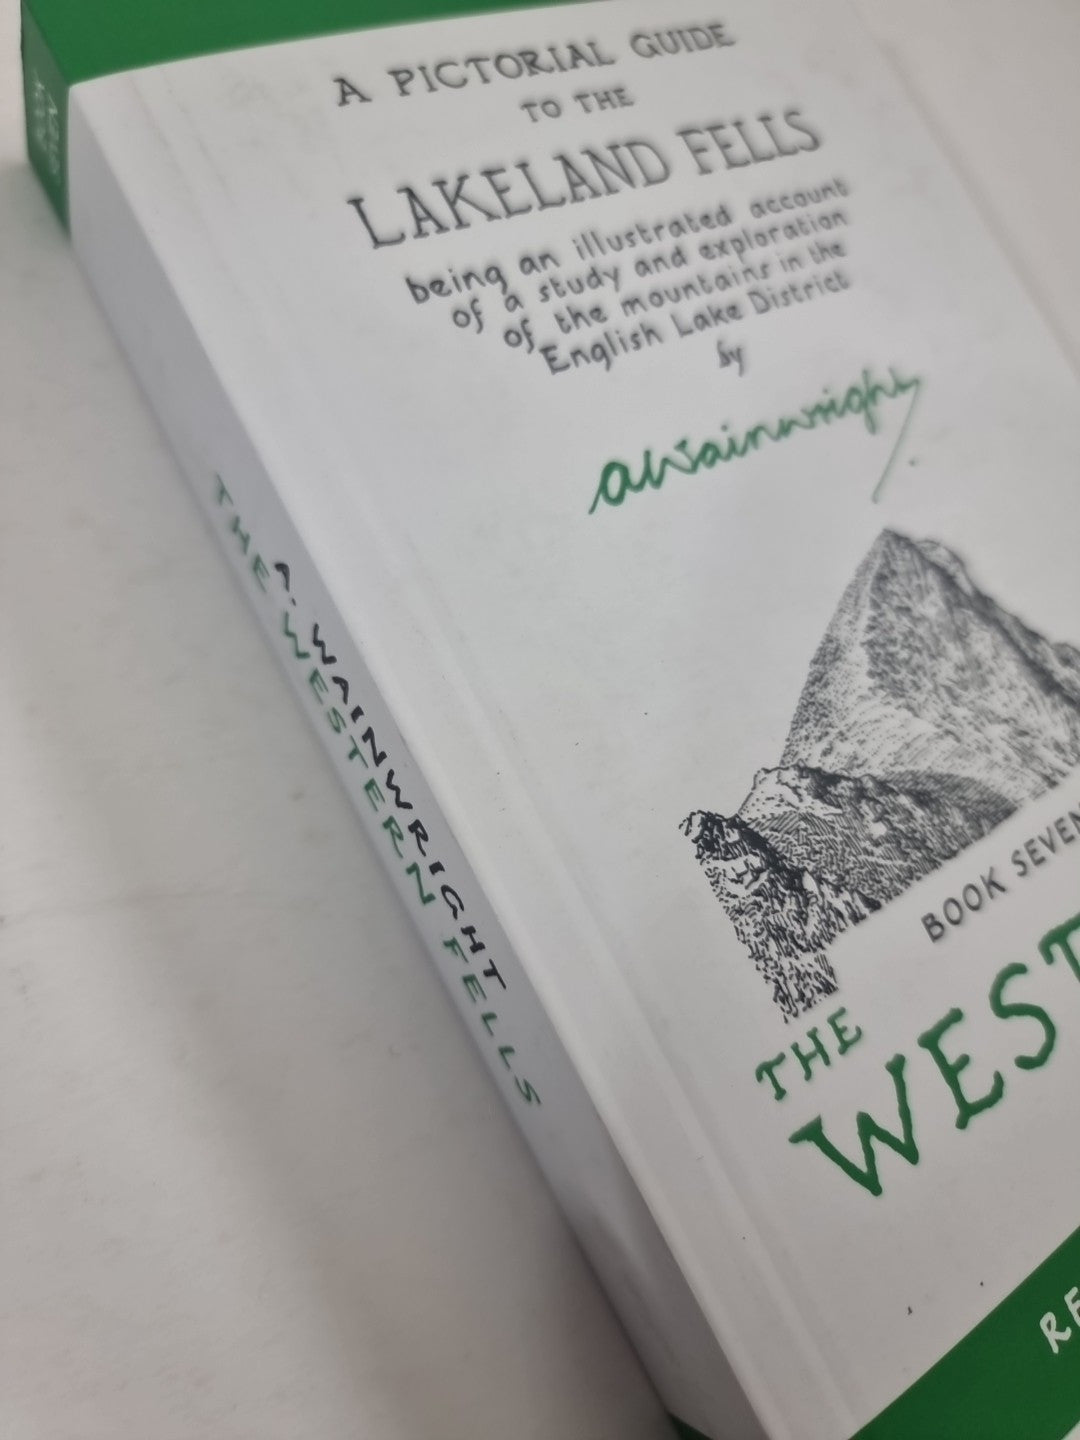 A PICTORIAL GUIDE
TO THE
LAKELAND FELLS
being an illustrated account
of a study and exploration
of the mountains in the
English Lake District
by
aWainwright
BOOK SEVEN
THE
WEST
RE
A. WAINWRIGHT
THE WESTERN FELLS